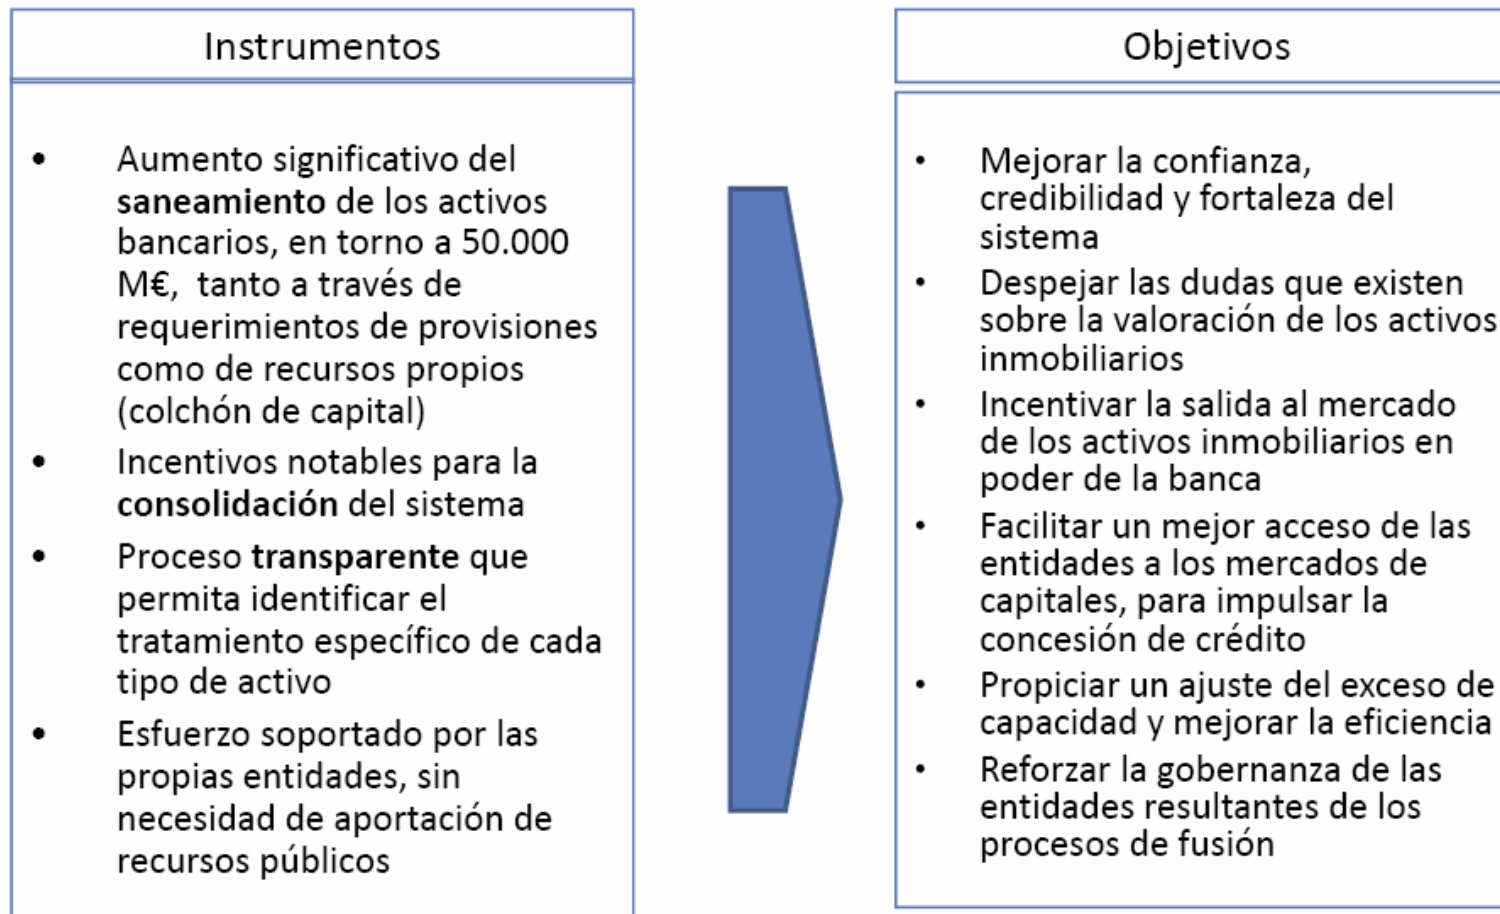 Instrumentos
• Aumento significativo del
saneamiento de los activos
bancarios, en torno a 50.000
M€, tanto a través de
requerimientos de provisiones
como de recursos propios
(colchón de capital)
• Incentivos notables para la
consolidación del sistema
• Proceso transparente que
permita identificar el
tratamiento específico de cada
tipo de activo
• Esfuerzo soportado por las
propias entidades, sin
necesidad de aportación de
recursos públicos
Objetivos
• Mejorar la confianza,
credibilidad y fortaleza del
sistema
• Despejar las dudas que existen
sobre la valoración de los activos
inmobiliarios
• Incentivar la salida al mercado
de los activos inmobiliarios en
poder de la banca
• Facilitar un mejor acceso de las
entidades a los mercados de
capitales, para impulsar la
concesión de crédito
• Propiciar un ajuste del exceso de
capacidad y mejorar la eficiencia
• Reforzar la gobernanza de las
entidades resultantes de los
procesos de fusión